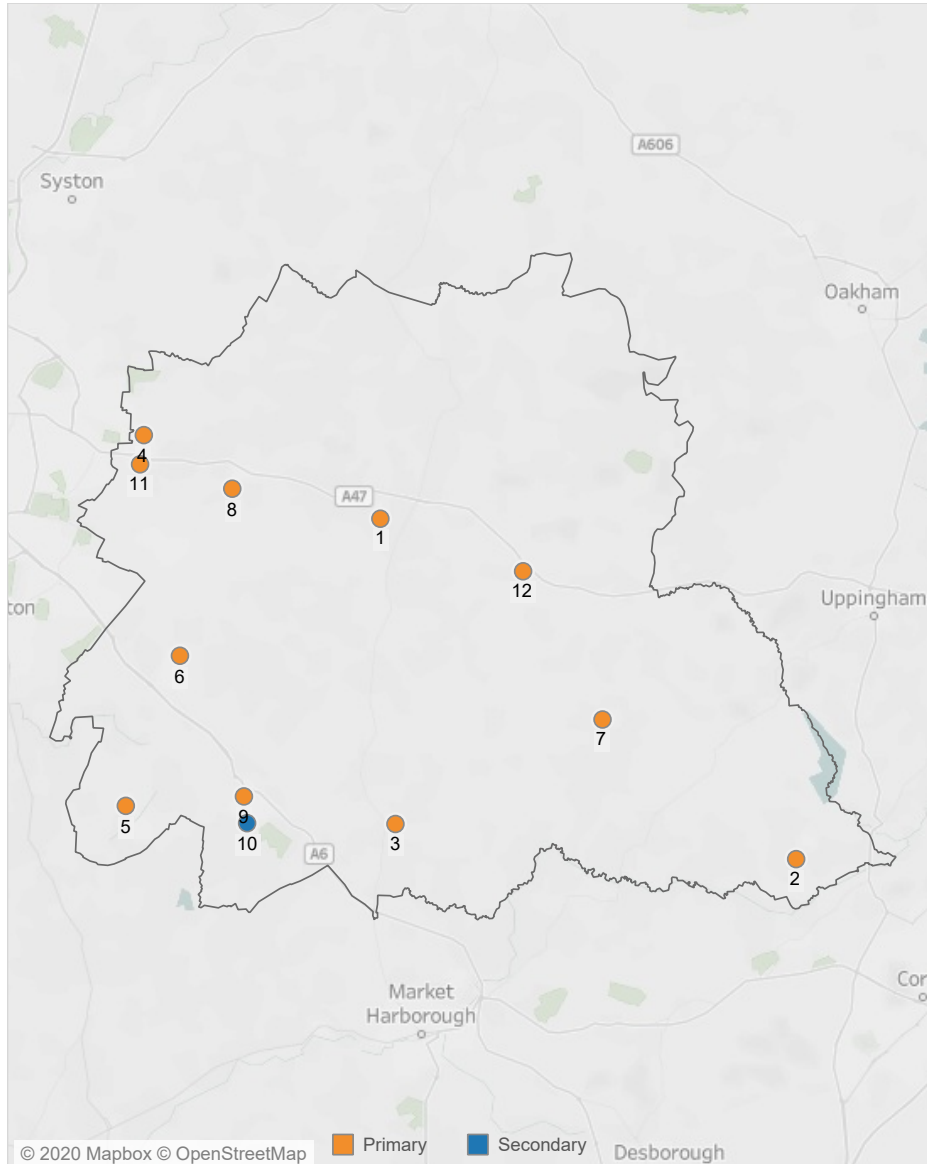 A606
Syston
Oakham
4
11
8
A47
1
12
ton
Uppingham
6
7
5
9
10
3
A6
2
Cor
Market
Harborough
© 2020 Mapbox © OpenStreetMap
Primary
Secondary
Desborough